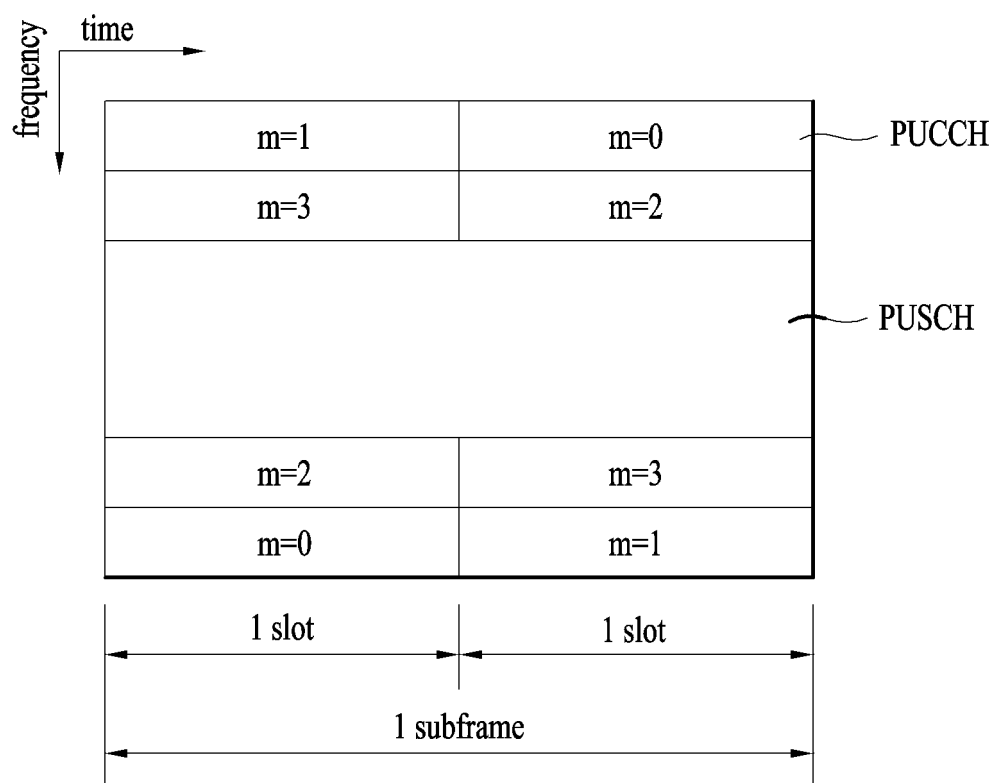 time
frequency
m=1 m=0
PUCCH
m=3 m=2
PUSCH
m=2 m=3
m=0 m=1
1 slot 1 slot
1 subframe